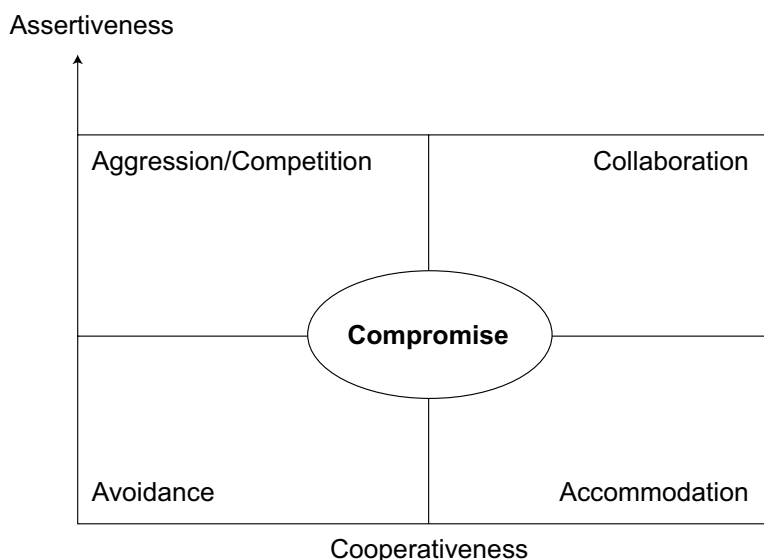 Assertiveness
Aggression/Competition
Collaboration
Compromise
Avoidance
Accommodation
Cooperativeness